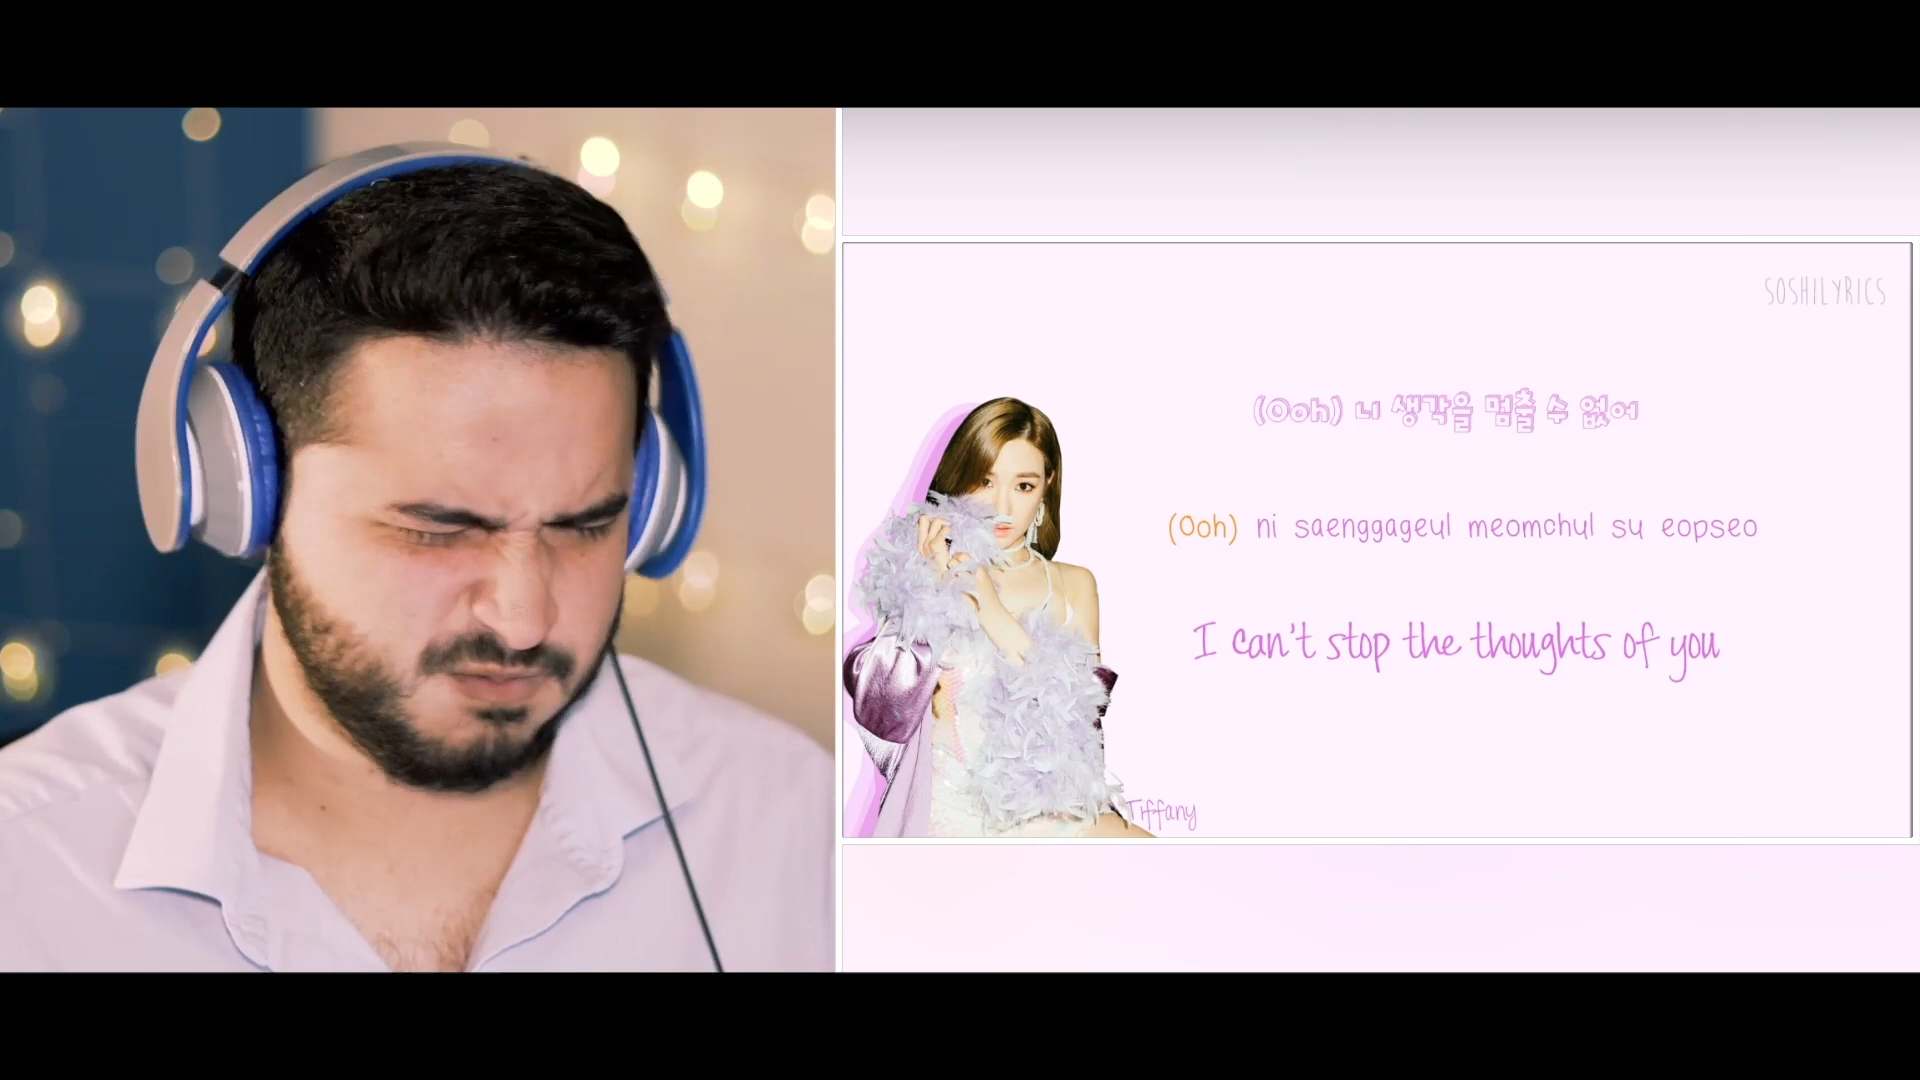 SOSHILYRICS
(Ooh) 니 생각을 멈출 수 없어
(Ooh) ni saenggageul meomchul su eopseo
I can't stop the thoughts of you
Tiffany